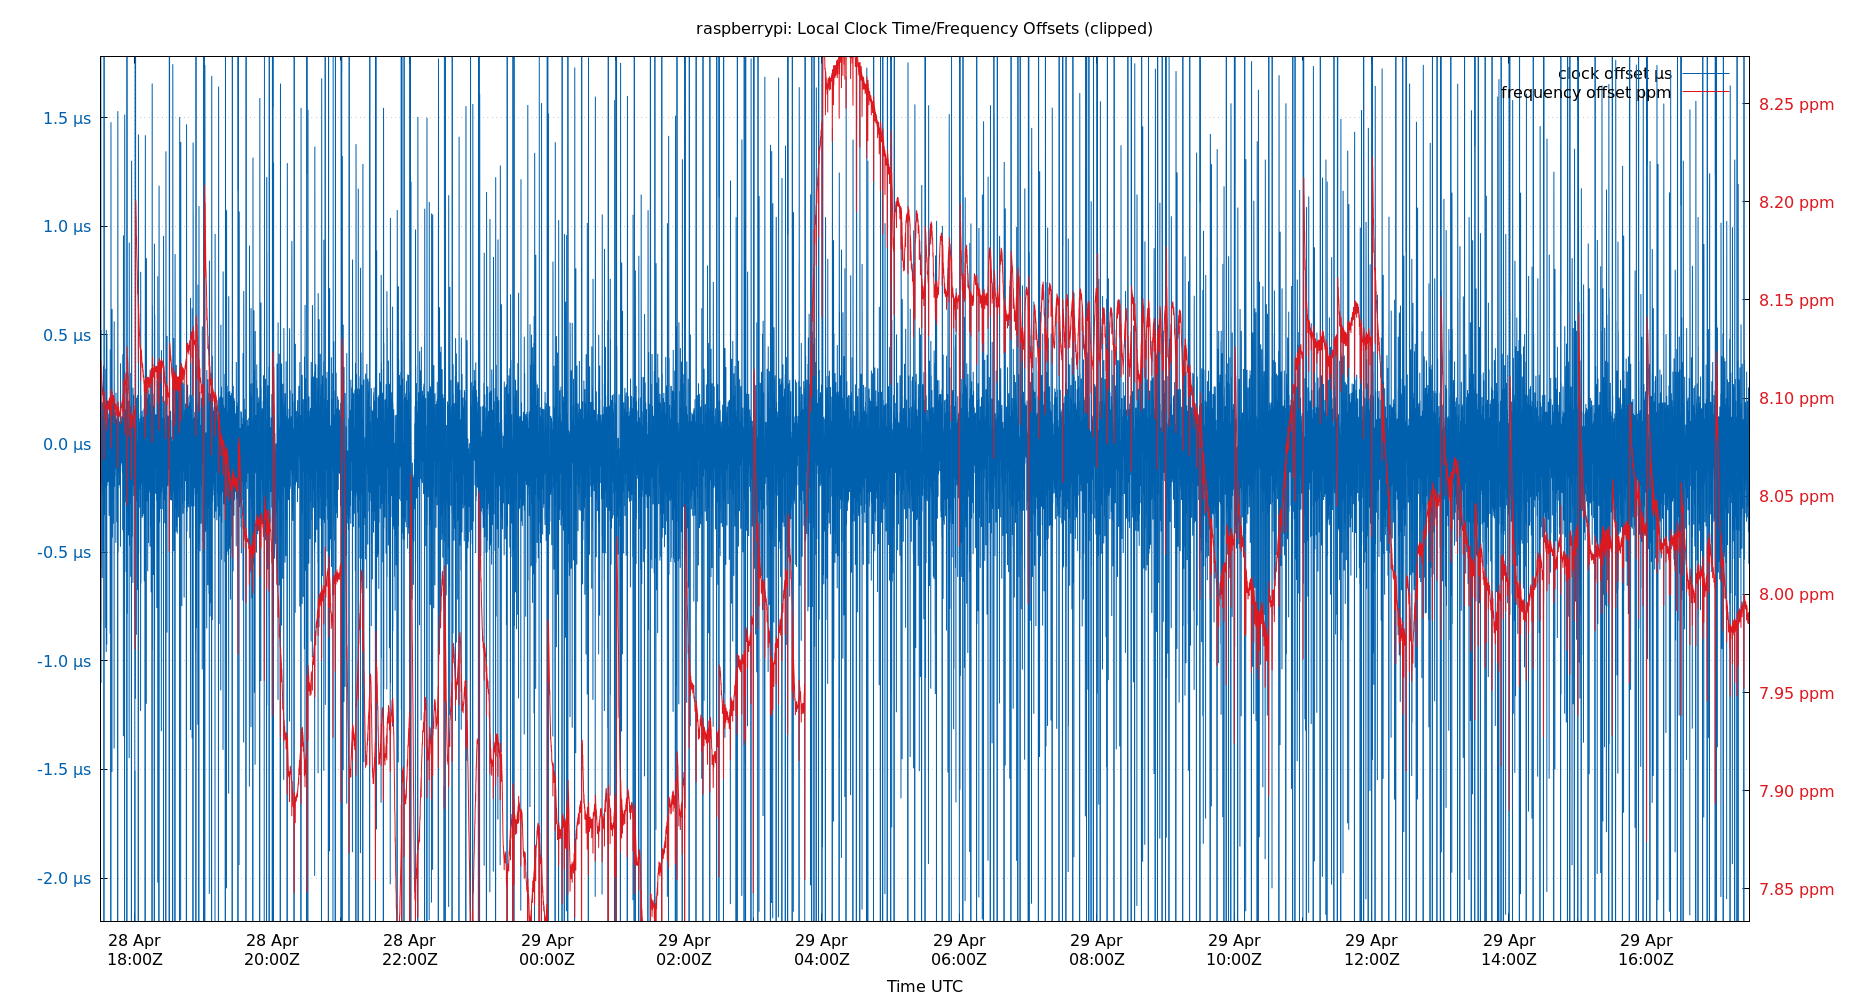 raspberrypi: Local Clock Time/Frequency Offsets (clipped)
clock offset µs
frequency offset ppm
1.5 µs
1.0 µs
0.5 µs
0.0 µs
-0.5 µs
-1.0 µs
-1.5 µs
-2.0 µs
8.25 ppm
8.20 ppm
8.15 ppm
8.10 ppm
8.05 ppm
8.00 ppm
7.95 ppm
7.90 ppm
7.85 ppm
28 Apr
18:00Z
28 Apr
20:00Z
28 Apr
22:00Z
29 Apr
00:00Z
29 Apr
02:00Z
29 Apr
04:00Z
29 Apr
06:00Z
29 Apr
08:00Z
29 Apr
10:00Z
29 Apr
12:00Z
29 Apr
14:00Z
29 Apr
16:00Z
Time UTC